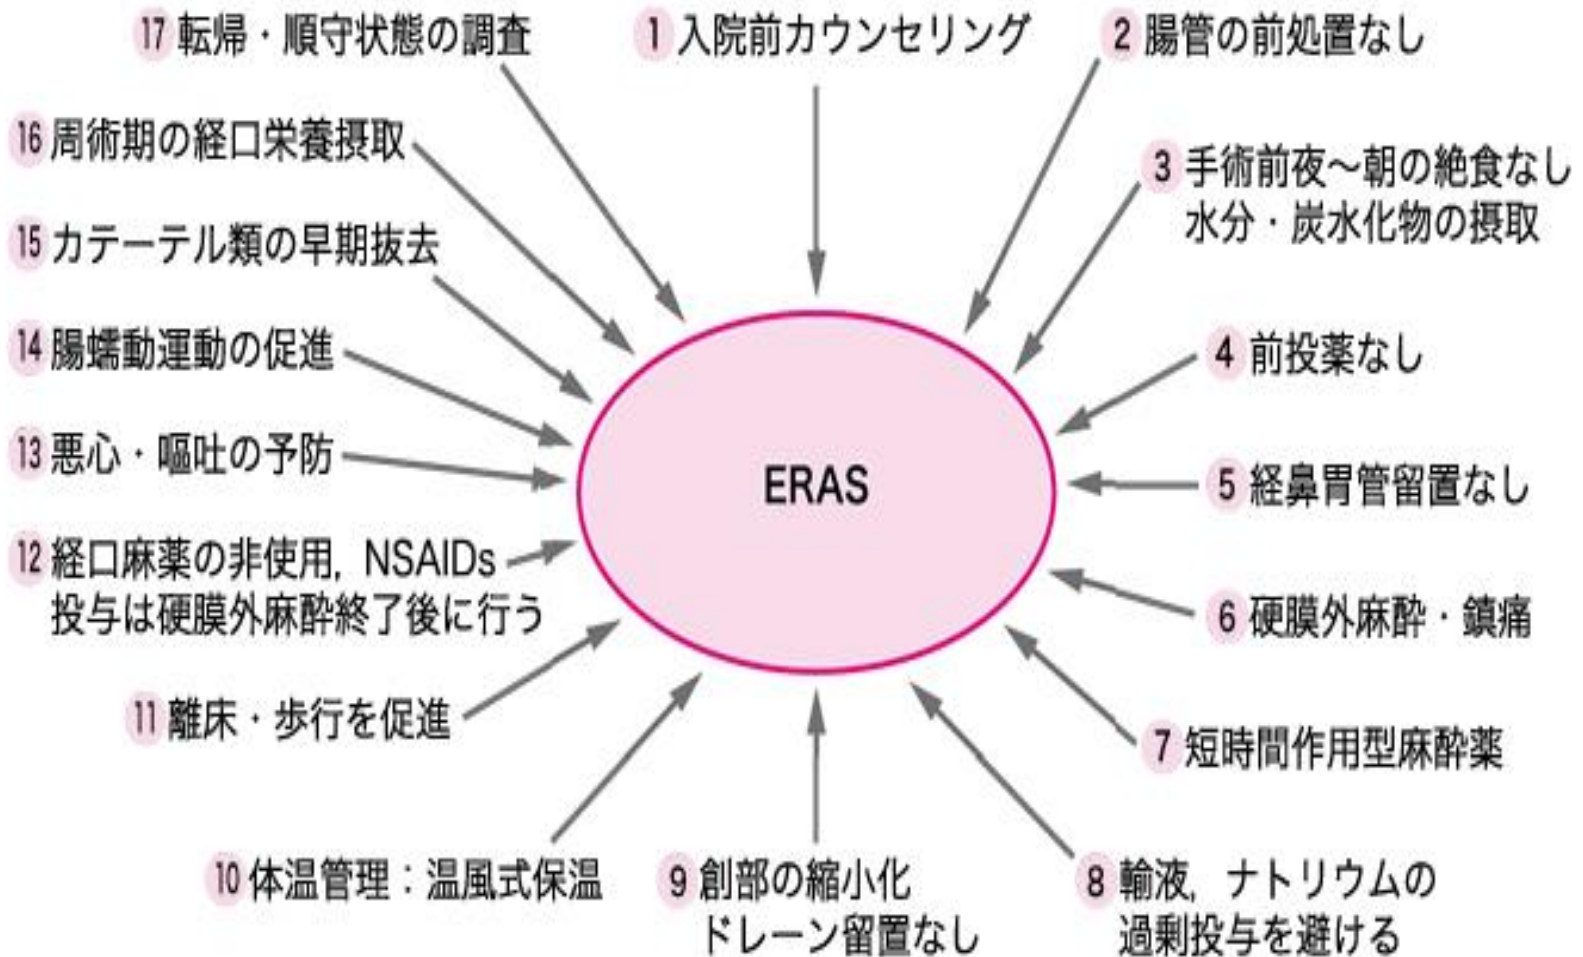 1 入院前カウンセリング
2 腸管の前処置なし
3 手術前夜〜朝の絶食なし
水分・炭水化物の摂取
4 前投薬なし
5 経鼻胃管留置なし
6 硬膜外麻酔・鎮痛
7 短時間作用型麻酔薬
8 輸液，ナトリウムの
過剰投与を避ける
9 創部の縮小化
ドレーン留置なし
10 体温管理：温風式保温
11 離床・歩行を促進
12 経口麻薬の非使用，NSAIDs
投与は硬膜外麻酔終了後に行う
13 悪心・嘔吐の予防
14 腸蠕動運動の促進
15 カテーテル類の早期抜去
16 周術期の経口栄養摂取
17 転帰・順守状態の調査
ERAS